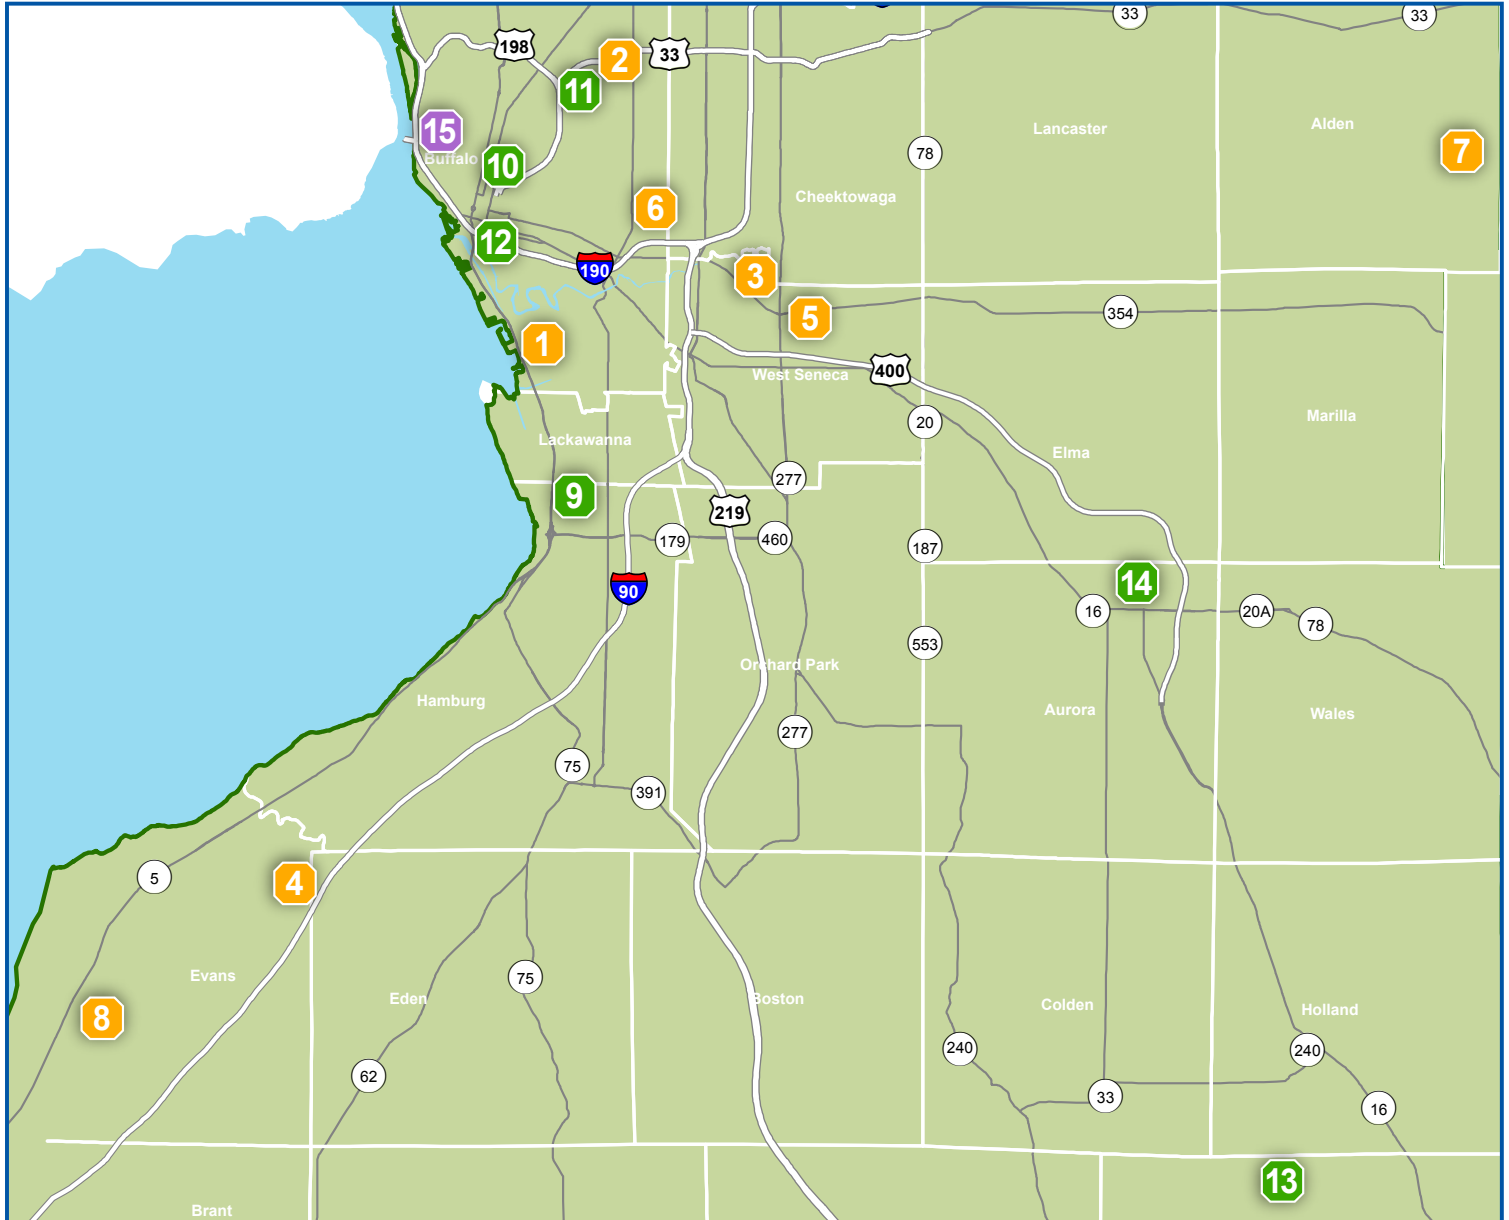 33
33
198
2
33
11
15
Buffalo
10
Lancaster
Alden
7
78
Cheektowaga
6
12
190
3
5
354
1
400
West Seneca
20
Marilla
Lackawanna
Elma
277
9
219
179
460
187
90
14
16
20A
78
553
Orchard Park
Hamburg
Aurora
Wales
277
75
391
5
4
Evans
75
Eden
Boston
Colden
Holland
8
240
240
62
33
16
13
Brant